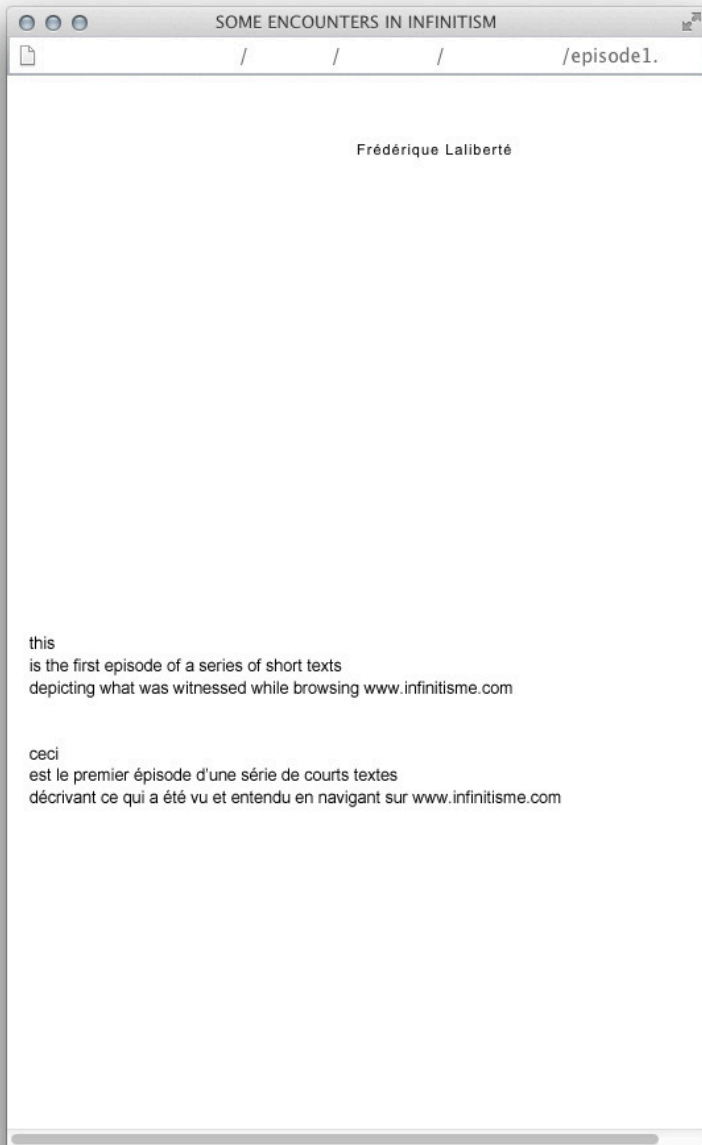 SOME ENCOUNTERS IN INFINITISM
/ / / /episode1.
Frédérique Laliberté
this
is the first episode of a series of short texts
depicting what was witnessed while browsing www.infinitisme.com
ceci
est le premier épisode d'une série de courts textes
décrivant ce qui a été vu et entendu en navigant sur www.infinitisme.com